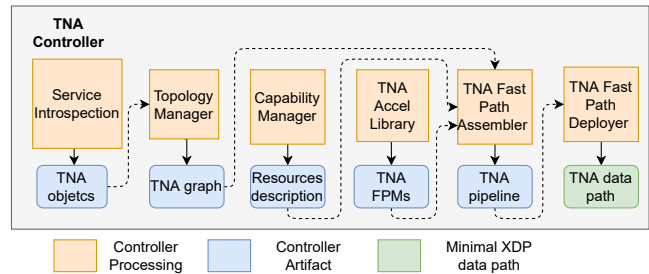 TNA
Controller
Service
Introspection
Topology
Manager
Capability
Manager
TNA
Accel
Library
TNA Fast
Path
Assembler
TNA Fast
Path
Deployer
TNA
objetcs
TNA graph
Resources
description
TNA
FPMs
TNA
pipeline
TNA data
path
Controller
Processing
Controller
Artifact
Minimal XDP
data path